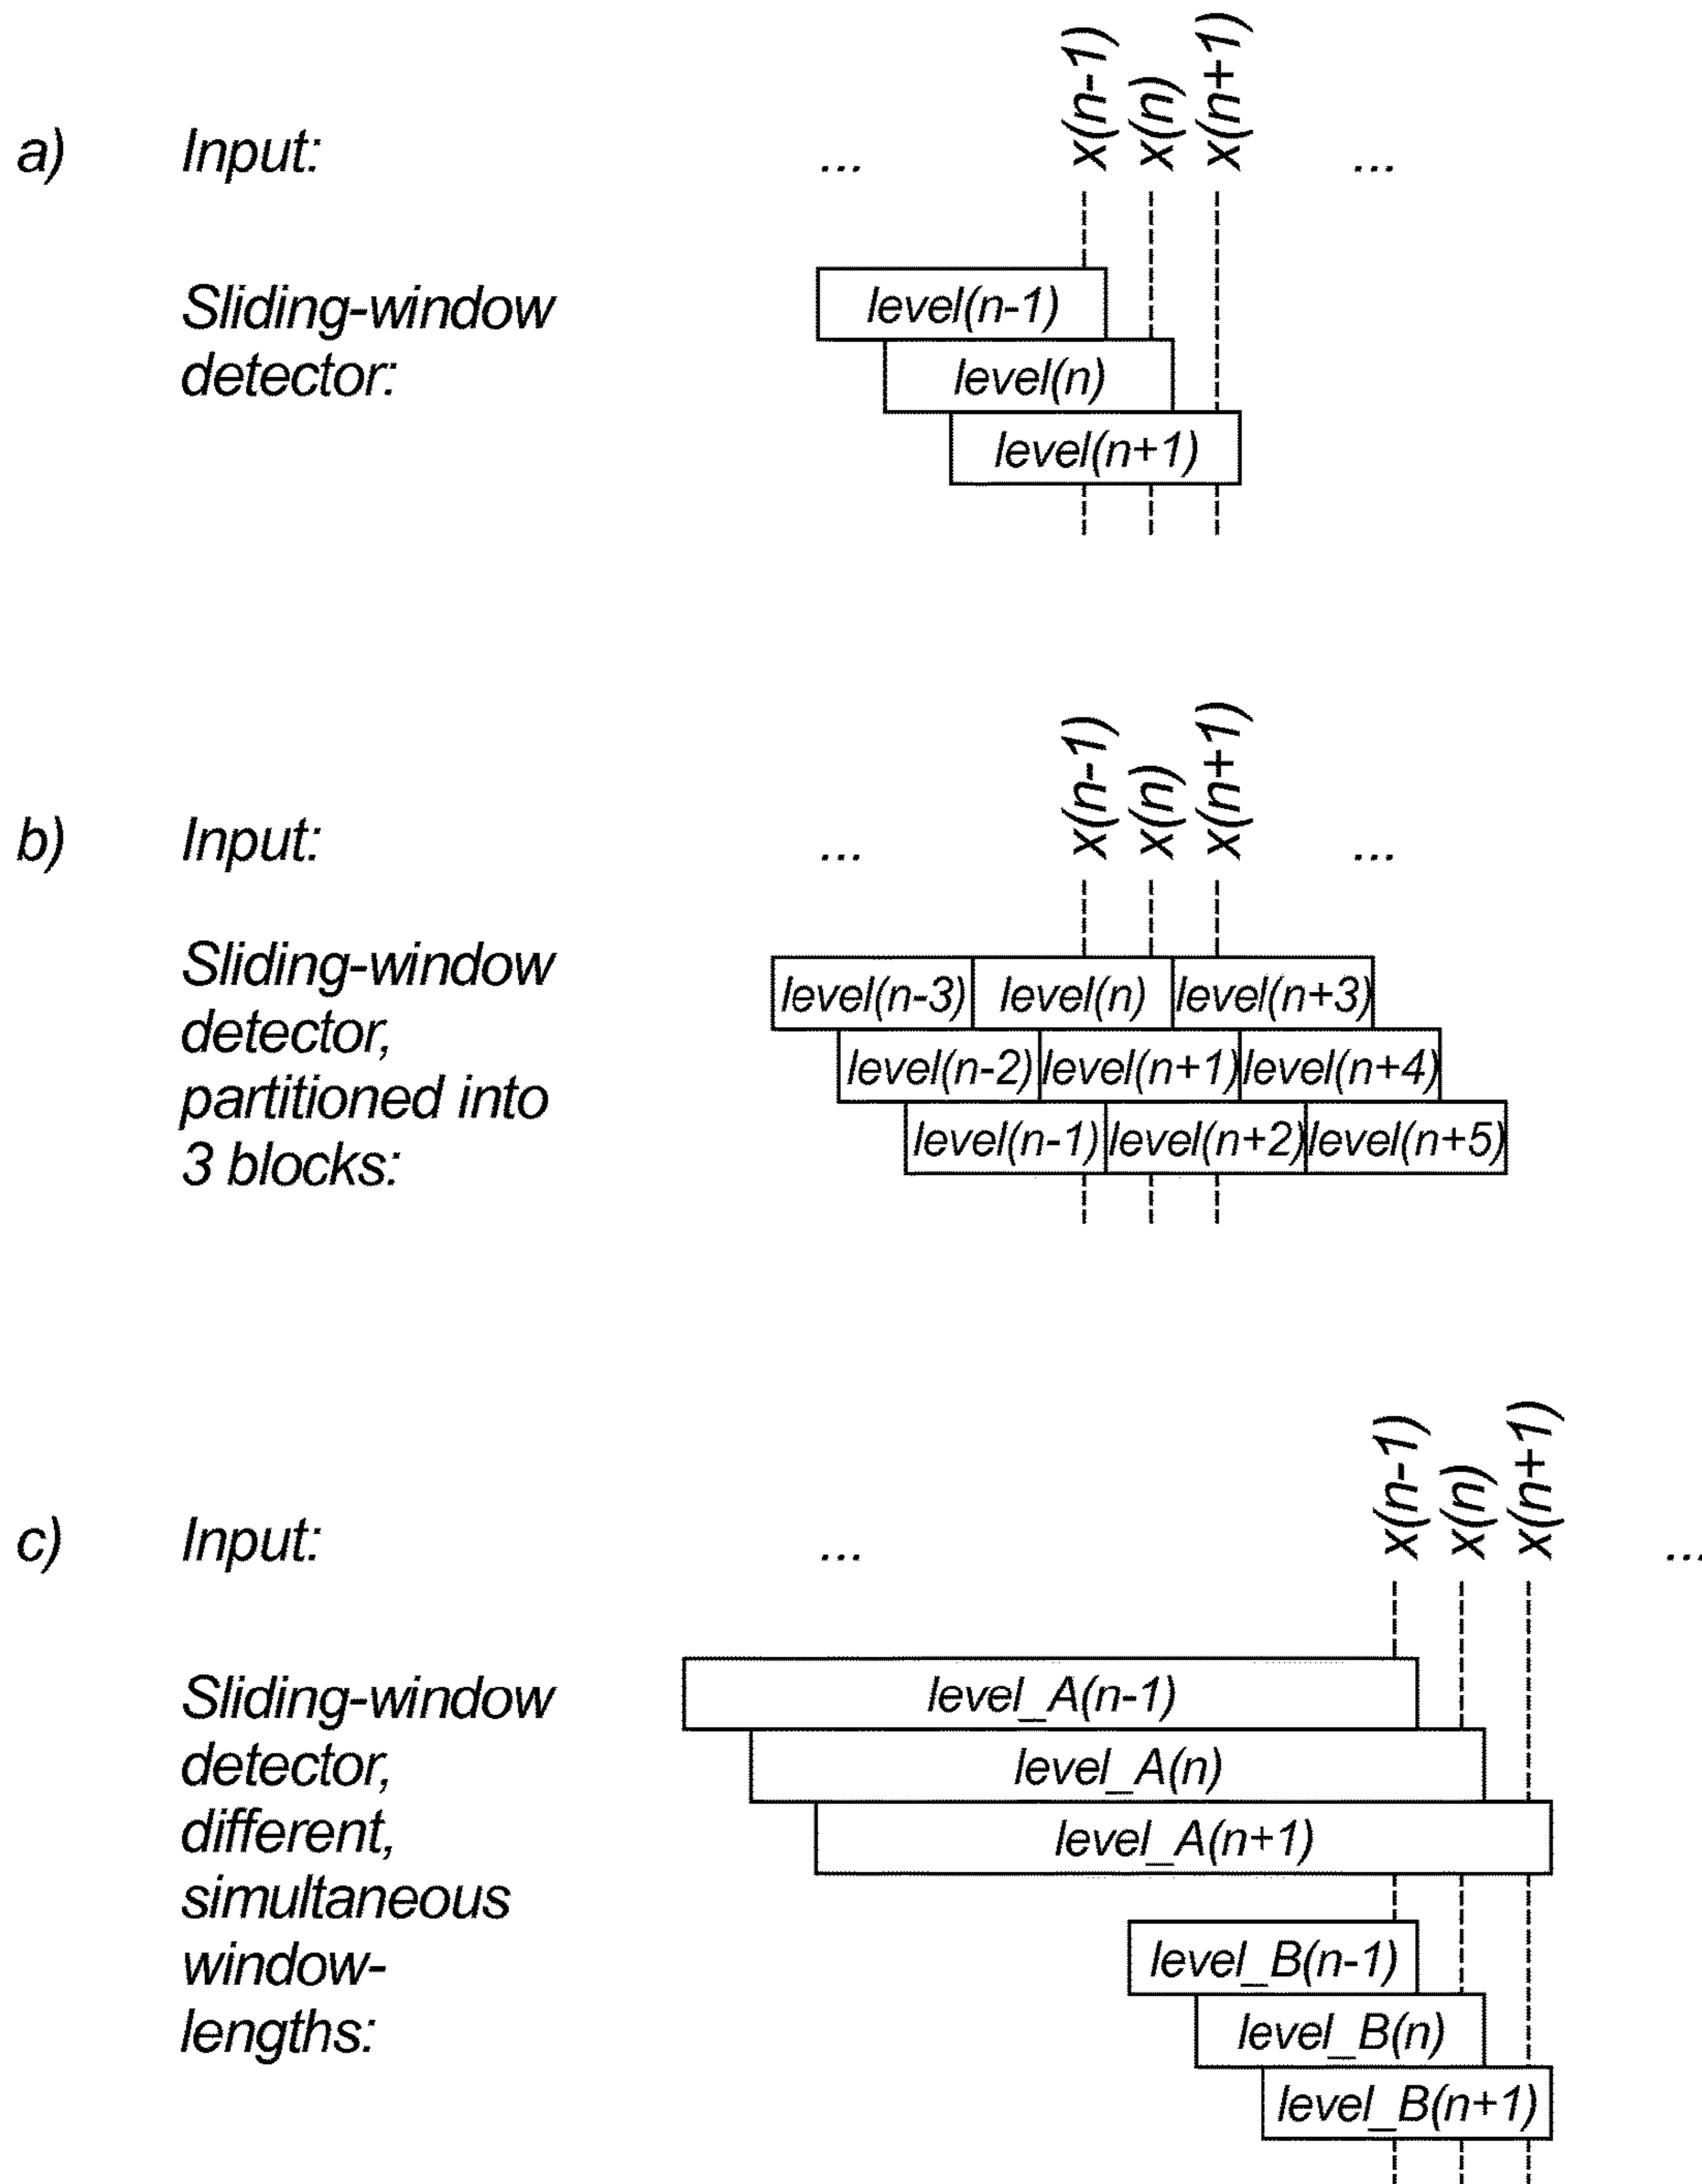 x(n-1) x(n) x(n+1)
a) Input: ... ...
Sliding-window
detector:
level(n-1)
level(n)
level(n+1)
x(n-1) x(n) x(n+1)
b) Input: ... ...
Sliding-window
detector,
partitioned into
3 blocks:
level(n-3) level(n) level(n+3)
level(n-2) level(n+1) level(n+4)
level(n-1) level(n+2) level(n+5)
x(n-1) x(n) x(n+1)
c) Input: ... ...
Sliding-window
detector,
different,
simultaneous
window-
lengths:
level_A(n-1)
level_A(n)
level_A(n+1)
level_B(n-1)
level_B(n)
level_B(n+1)